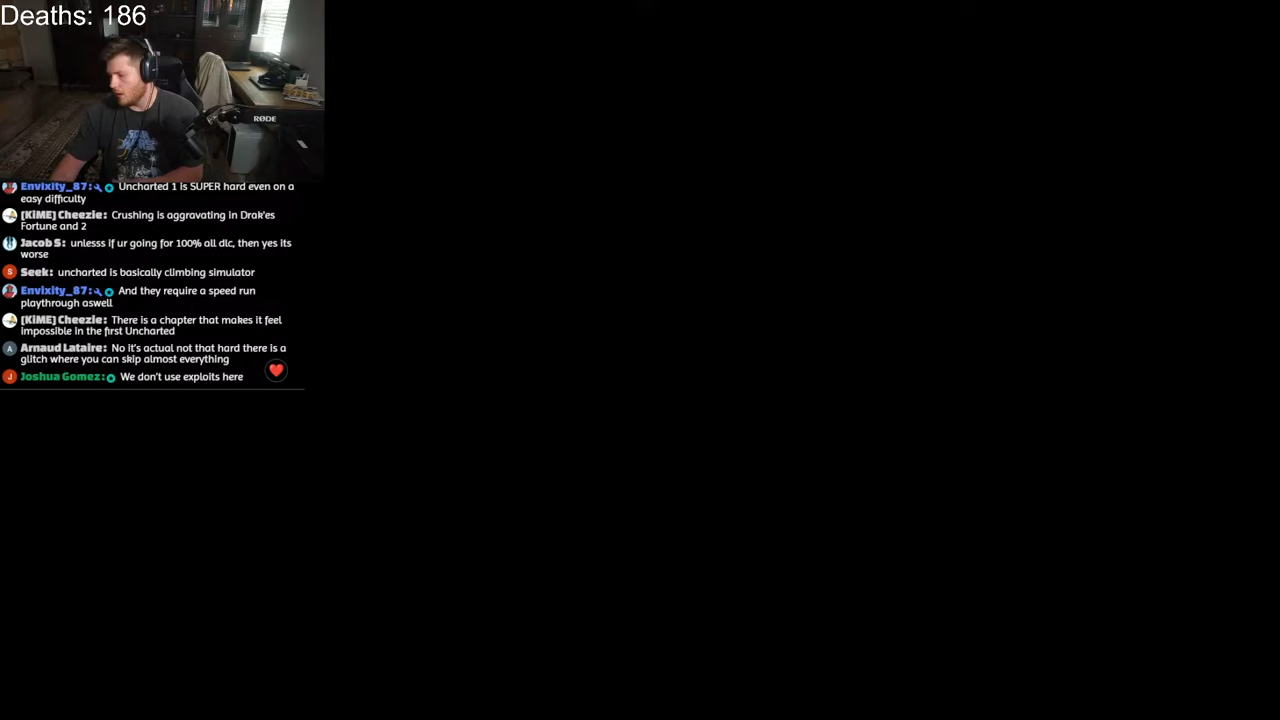 Deaths: 186
RØDE
STAR
WARS
Envixity_87: Uncharted 1 is SUPER hard even on a
easy difficulty
[KiME] Cheezie: Crushing is aggravating in Drak'es
Fortune and 2
Jacob S: unlesss if ur going for 100% all dlc, then yes its
worse
S Seek: uncharted is basically climbing simulator
Envixity_87: And they require a speed run
playthrough aswell
[KiME] Cheezie: There is a chapter that makes it feel
impossible in the first Uncharted
A Arnaud Lataire: No it's actual not that hard there is a
glitch where you can skip almost everything
J Joshua Gomez: We don't use exploits here